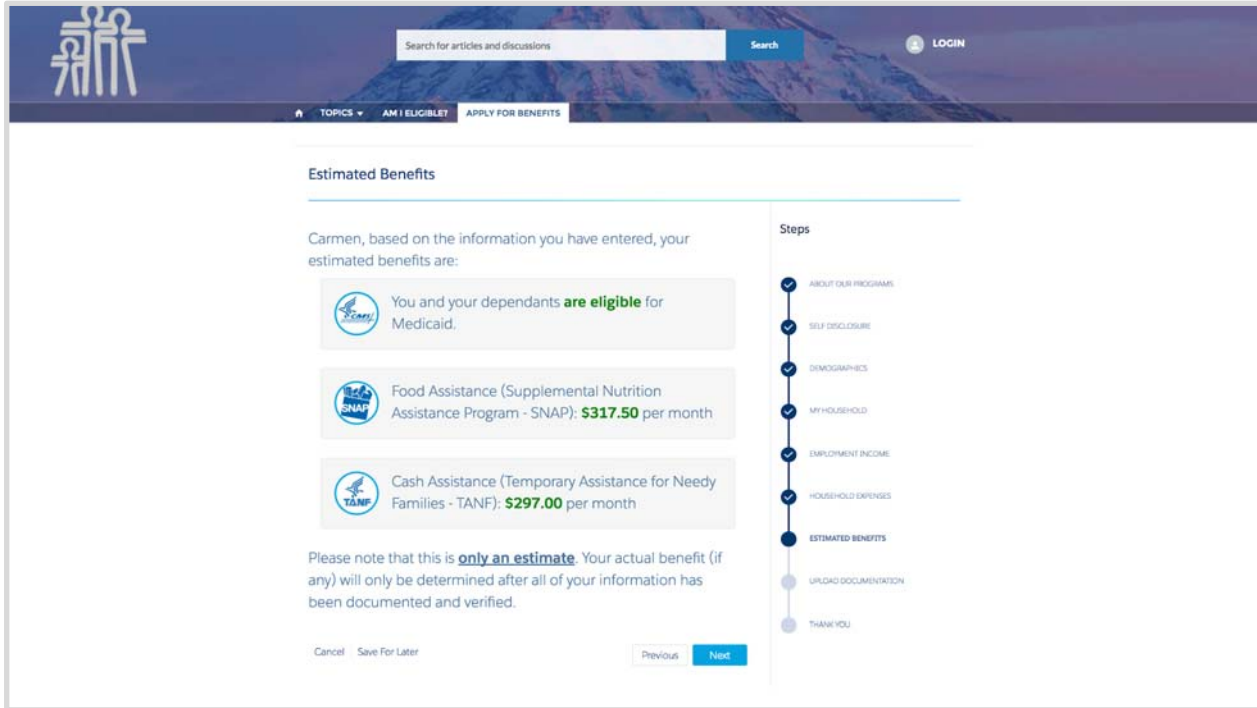 Search for articles and discussions
Search
LOGIN
TOPICS
AM I ELIGIBLE?
APPLY FOR BENEFITS
Estimated Benefits
Carmen, based on the information you have entered, your
estimated benefits are:
CMS
You and your dependants are eligible for
Medicaid.
SNAP
Food Assistance (Supplemental Nutrition
Assistance Program - SNAP): $317.50 per month
TANF
Cash Assistance (Temporary Assistance for Needy
Families - TANF): $297.00 per month
Please note that this is only an estimate. Your actual benefit (if
any) will only be determined after all of your information has
been documented and verified.
Cancel
Save For Later
Previous
Next
Steps
ABOUT OUR PROGRAMS
SELF DISCLOSURE
DEMOGRAPHICS
MY HOUSEHOLD
EMPLOYMENT INCOME
HOUSEHOLD EXPENSES
ESTIMATED BENEFITS
UPLOAD DOCUMENTATION
THANK YOU